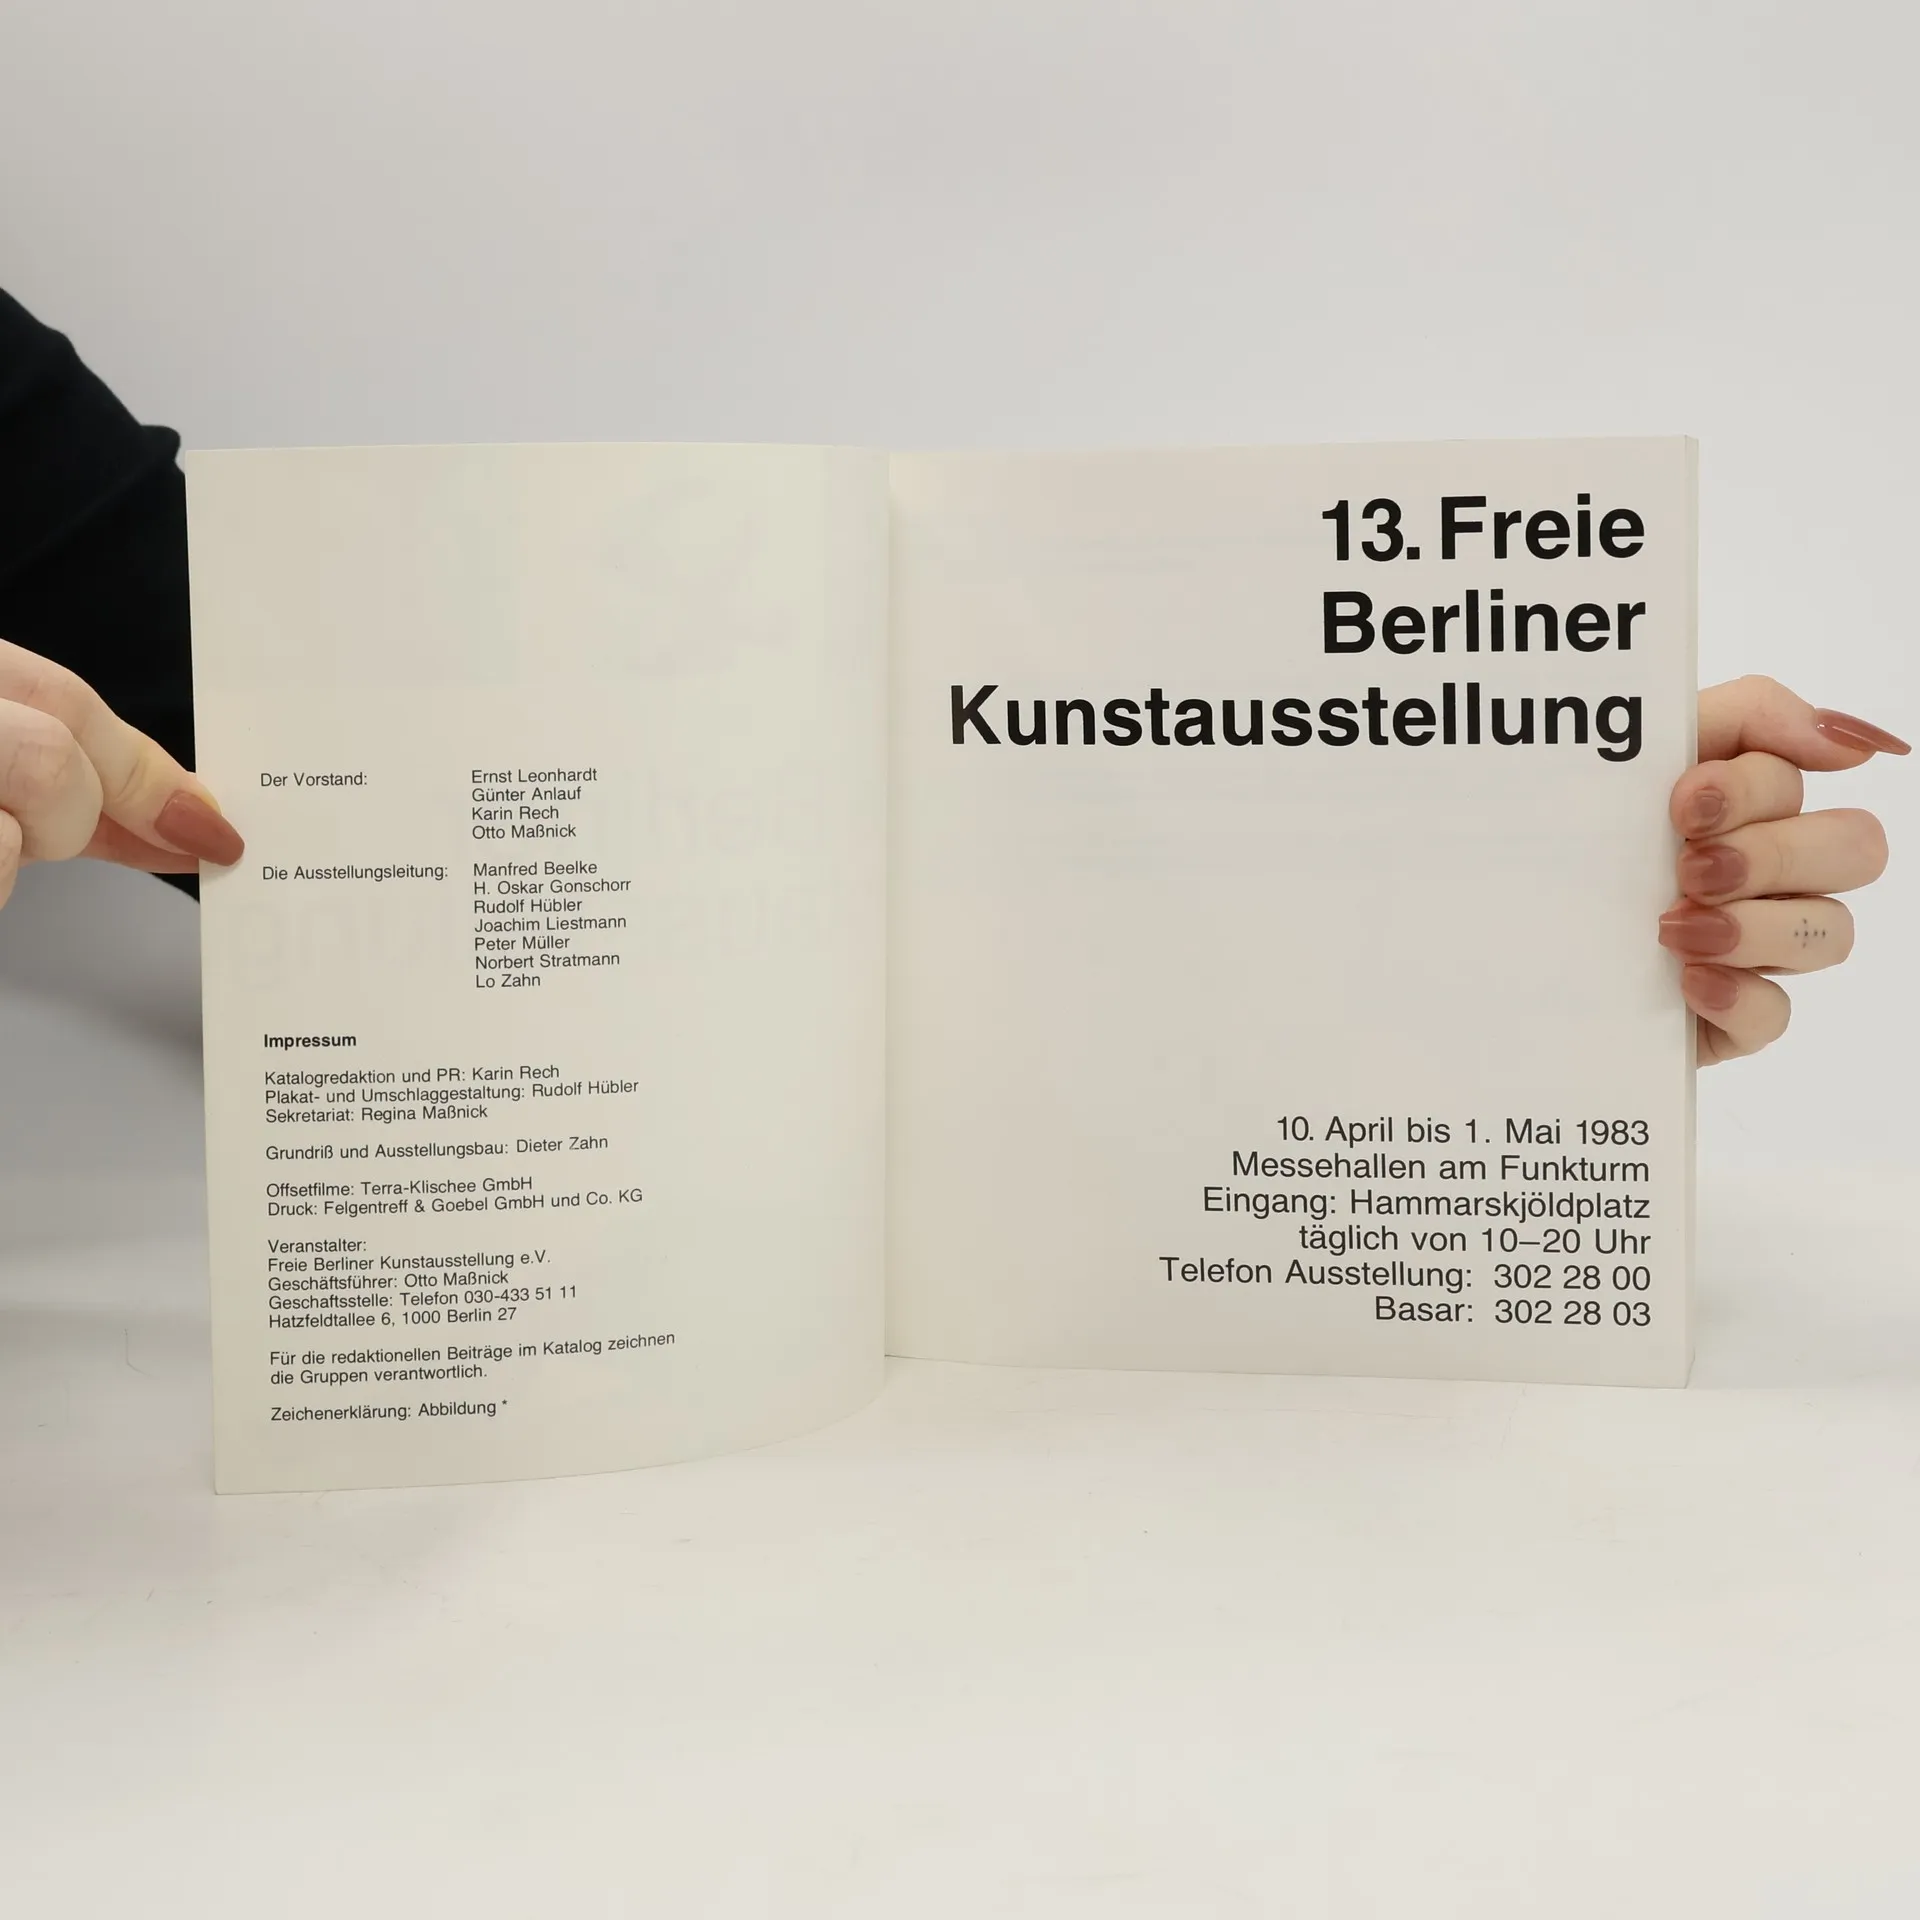 Der Vorstand: Ernst Leonhardt
Günter Anlauf
Karin Rech
Otto Maßnick
Die Ausstellungsleitung: Manfred Beelke
H. Oskar Gonschorr
Rudolf Hübler
Joachim Liestmann
Peter Müller
Norbert Stratmann
Lo Zahn
Impressum
Katalogredaktion und PR: Karin Rech
Plakat- und Umschlaggestaltung: Rudolf Hübler
Sekretariat: Regina Maßnick
Grundriß und Ausstellungsbau: Dieter Zahn
Offsetfilme: Terra-Klischee GmbH
Druck: Felgentreff & Goebel GmbH und Co. KG
Veranstalter:
Freie Berliner Kunstausstellung e.V.
Geschäftsführer: Otto Maßnick
Geschaftsstelle: Telefon 030-433 51 11
Hatzfeldtallee 6, 1000 Berlin 27
Für die redaktionellen Beiträge im Katalog zeichnen
die Gruppen verantwortlich.
Zeichenerklärung: Abbildung *
13. Freie
Berliner
Kunstausstellung
10. April bis 1. Mai 1983
Messehallen am Funkturm
Eingang: Hammarskjöldplatz
täglich von 10–20 Uhr
Telefon Ausstellung: 302 28 00
Basar: 302 28 03